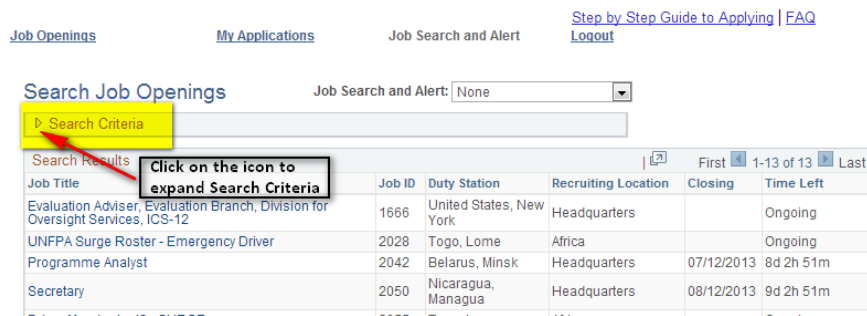 Step by Step Guide to Applying | FAQ
Job Openings My Applications Job Search and Alert Logout
Search Job Openings Job Search and Alert: None
Search Criteria
Search Results First 1-13 of 13 Last
Click on the icon to
expand Search Criteria
Job Title Job ID Duty Station Recruiting Location Closing Time Left
Evaluation Adviser, Evaluation Branch, Division for
Oversight Services, ICS-12 1666 United States, New
York Headquarters Ongoing
UNFPA Surge Roster - Emergency Driver 2028 Togo, Lome Africa Ongoing
Programme Analyst 2042 Belarus, Minsk Headquarters 07/12/2013 8d 2h 51m
Secretary 2050 Nicaragua,
Managua Headquarters 08/12/2013 9d 2h 51m